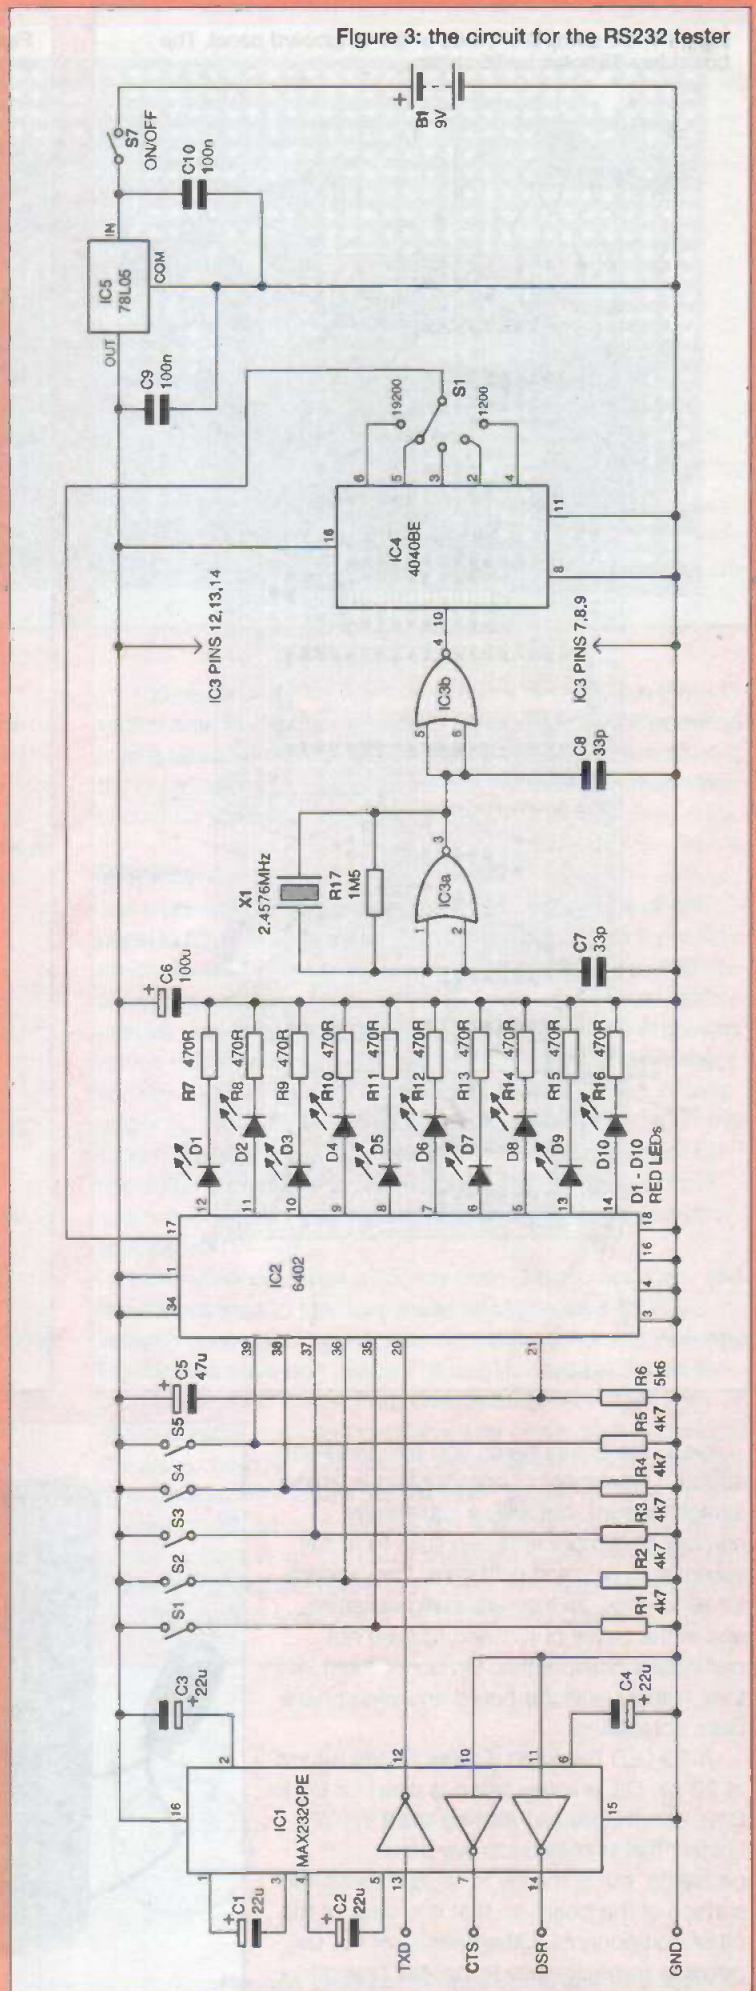 Figure 3: the circuit for the RS232 tester
B1
9V
+
S7
ON/OFF
C10
100n
IN
IC5
78L05
COM
OUT
C9
100n
19200
S1
1200
6
5
3
2
4
16
IC4
4040BE
11
8
10
IC3 PINS 12,13,14
IC3 PINS 7,8,9
4
IC3b
5
6
C8
33p
X1
2.4576MHz
R17
1M5
3
IC3a
1
2
C7
33p
+
C6
100u
R7 470R
R8 470R
R9 470R
R10 470R
R11 470R
R12 470R
R13 470R
R14 470R
R15 470R
R16 470R
D1
D2
D3
D4
D5
D6
D7
D8
D9
D10
D1 - D10
RED LEDs
12
11
10
9
8
7
6
5
13
14
17
1
34
IC2
6402
18
16
4
3
39
38
37
36
35
20
21
+
C5
47u
S5
S4
S3
S2
S1
R6
5k6
R5
4k7
R4
4k7
R3
4k7
R2
4k7
R1
4k7
C3
+22u
C4
+22u
2
12
10
11
6
16
IC1
MAX232CPE
15
1
3
4
5
13
7
14
+
C1
22u
+
C2
22u
TXD
CTS
DSR
GND